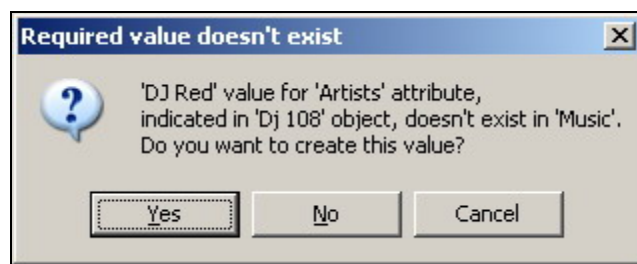 Required value doesn't exist
'DJ Red' value for 'Artists' attribute,
indicated in 'Dj 108' object, doesn't exist in 'Music'.
Do you want to create this value?
Yes
No
Cancel